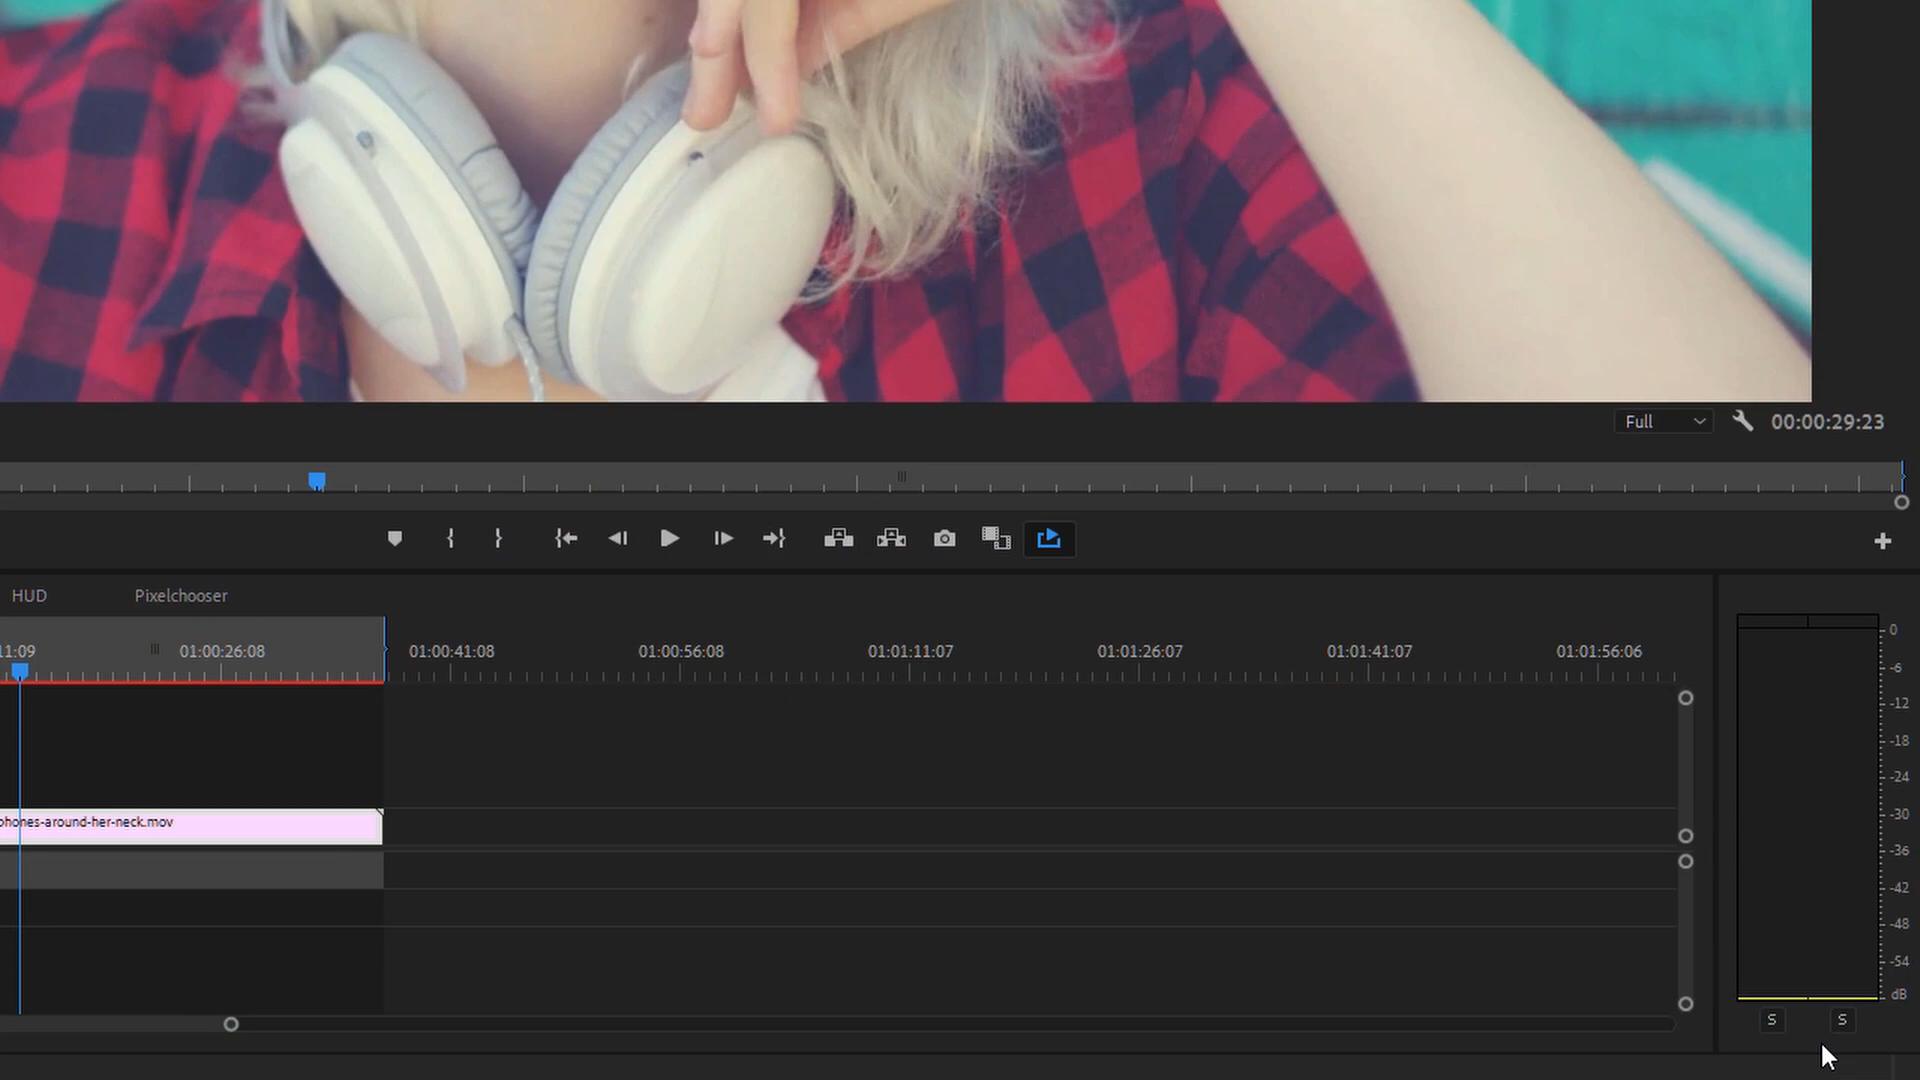 Full
00:00:29:23
HUD Pixelchooser
11:09 01:00:26:08 01:00:41:08 01:00:56:08 01:01:11:07 01:01:26:07 01:01:41:07 01:01:56:06
phones-around-her-neck.mov
0
-6
-12
-18
-24
-30
-36
-42
-48
-54
dB
S S